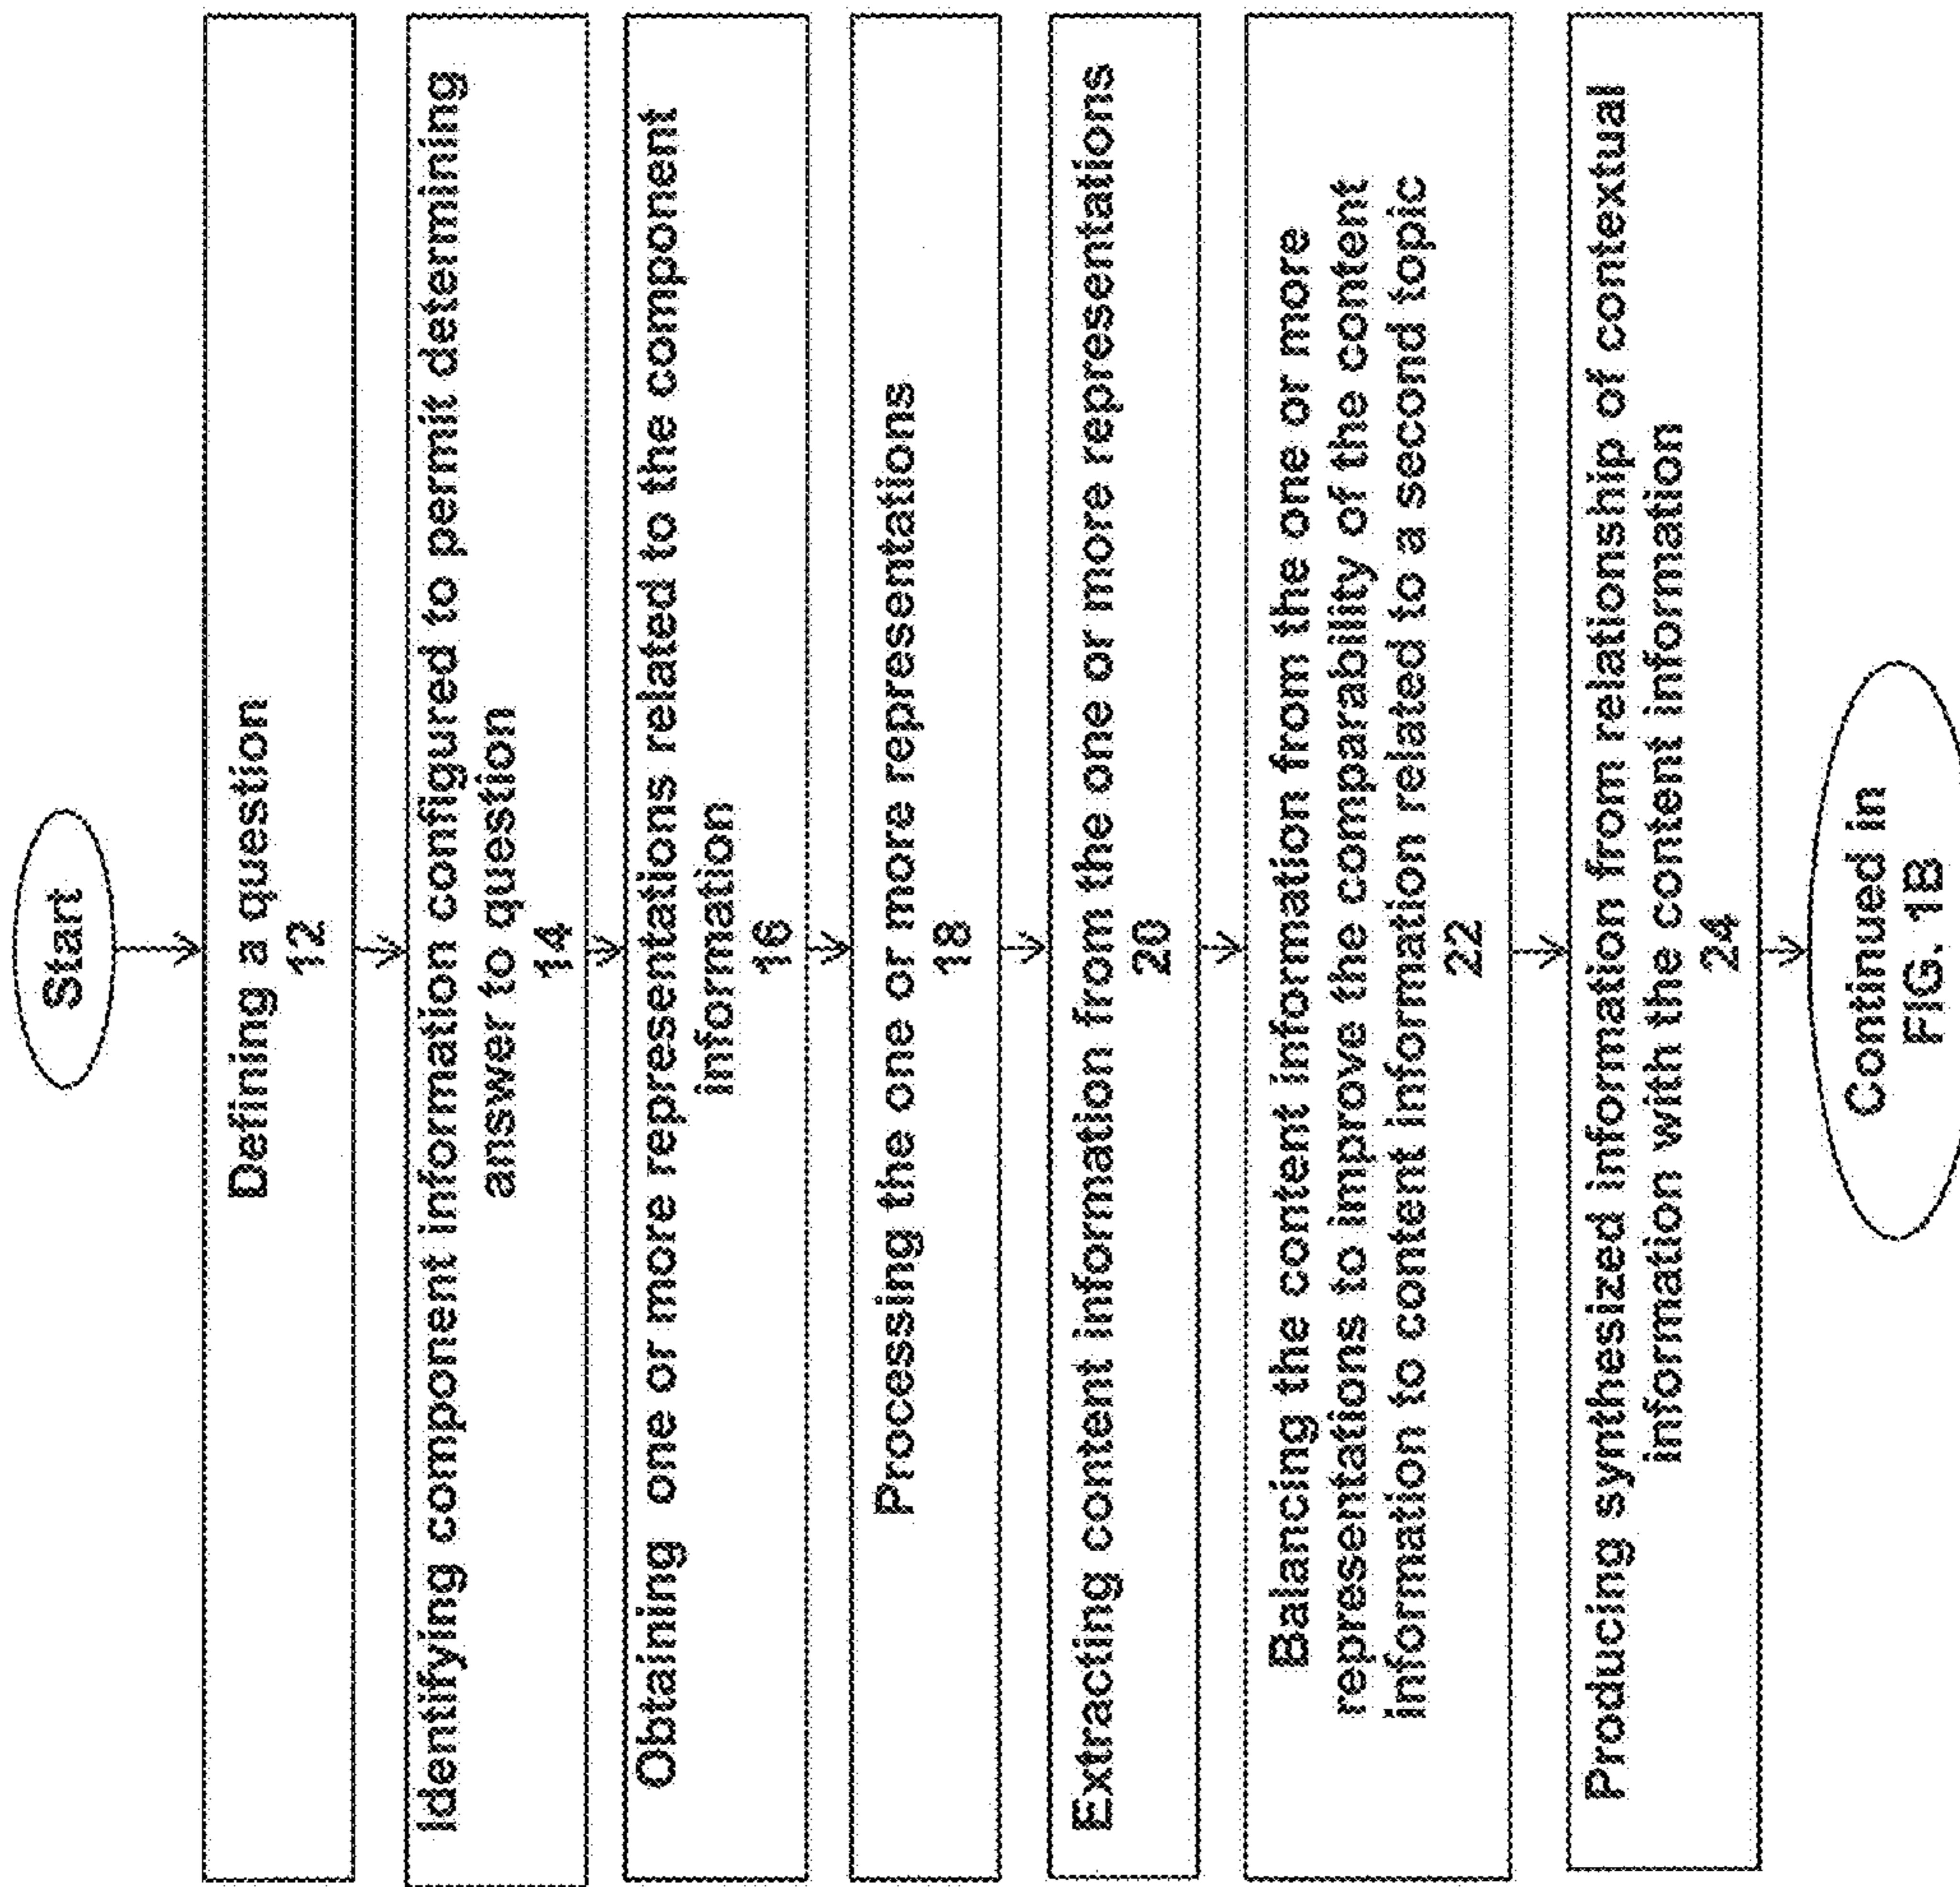 Start
Defining a question
12
Identifying component information configured to permit determining
answer to question
14
Obtaining one or more representations related to the component
information
16
Processing the one or more representations
18
Extracting content information from the one or more representations
20
Balancing the content information from the one or more
representations to improve the comparability of the content
information to content information related to a second topic
22
Producing synthesized information from relationship of contextual
information with the content information
24
Continued in
FIG. 1B